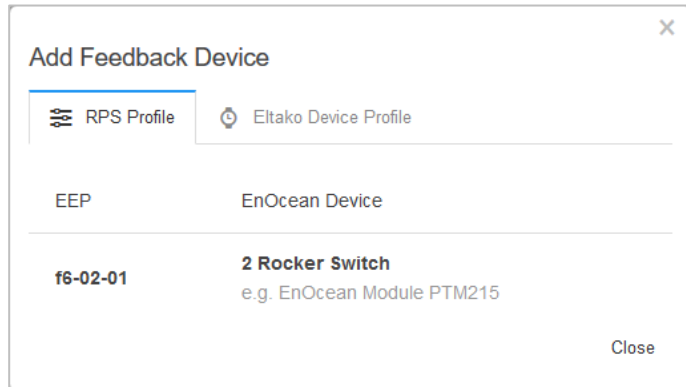 Add Feedback Device
RPS Profile
Eltako Device Profile
EEP
EnOcean Device
f6-02-01
2 Rocker Switch
e.g. EnOcean Module PTM215
Close